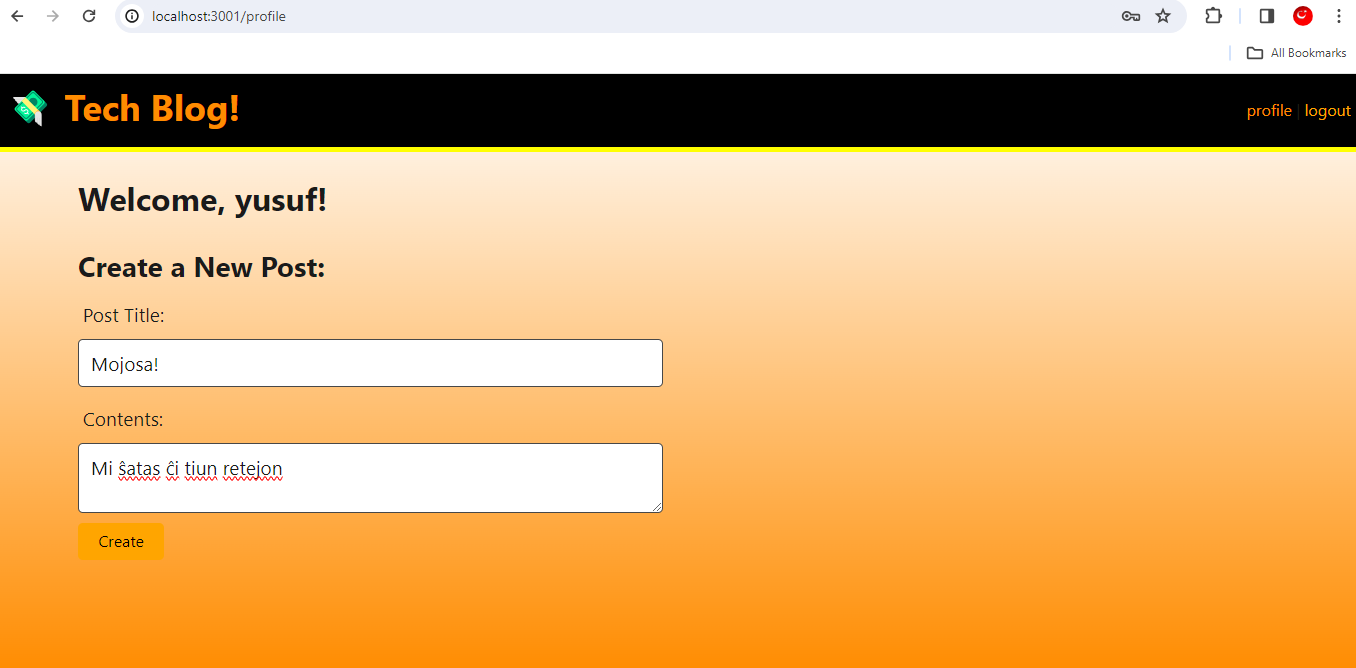 localhost:3001/profile
All Bookmarks
Tech Blog!
profile
logout
Welcome, yusuf!
Create a New Post:
Post Title:
Mojosa!
Contents:
Mi ŝatas ĉi tiun retejon
Create